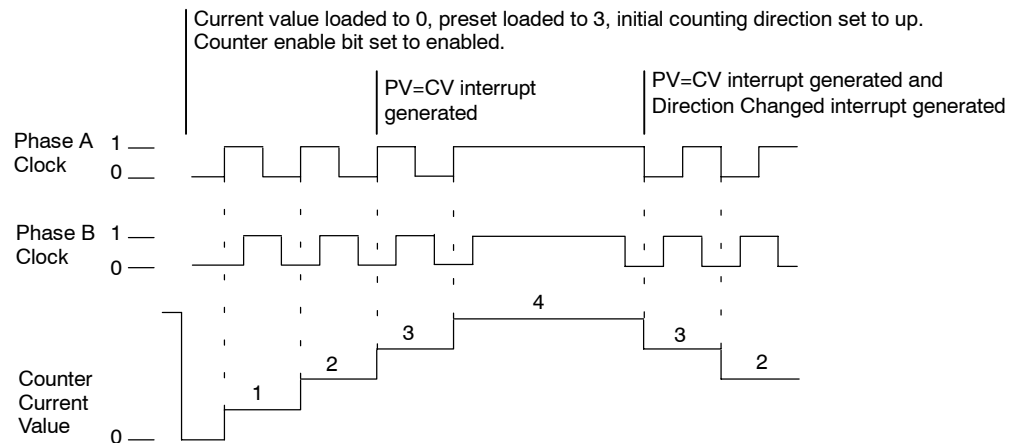 Current value loaded to 0, preset loaded to 3, initial counting direction set to up.
Counter enable bit set to enabled.
PV=CV interrupt
generated
PV=CV interrupt generated and
Direction Changed interrupt generated
Phase A
Clock
1
0
Phase B
Clock
1
0
4
3
3
2
2
1
Counter
Current
Value
0